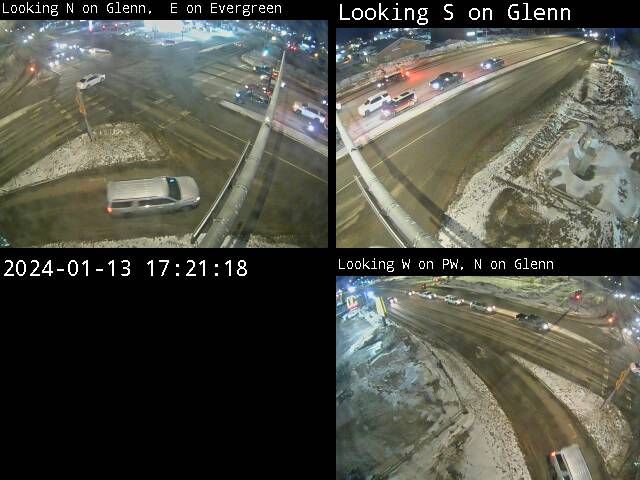 Looking N on Glenn,  E on Evergreen
Looking S on Glenn
2024-01-13 17:21:18
Looking W on PW, N on Glenn